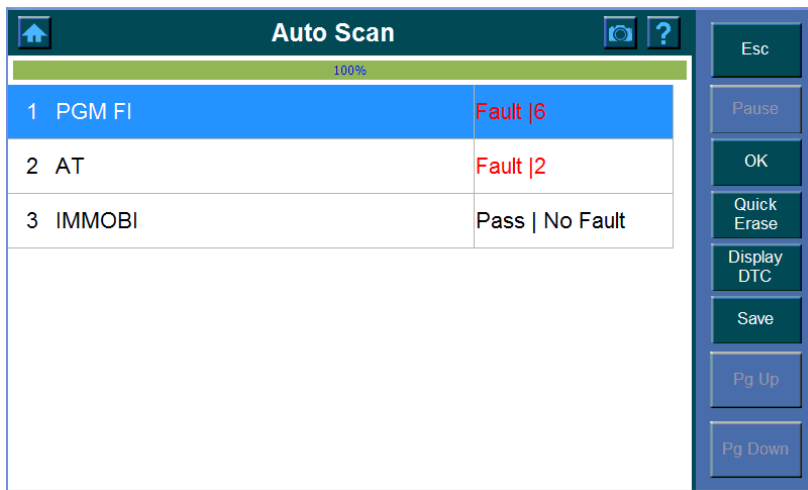 Auto Scan
?
100%
1 PGM FI Fault |6
2 AT Fault |2
3 IMMOBI Pass | No Fault
Esc
Pause
OK
Quick
Erase
Display
DTC
Save
Pg Up
Pg Down